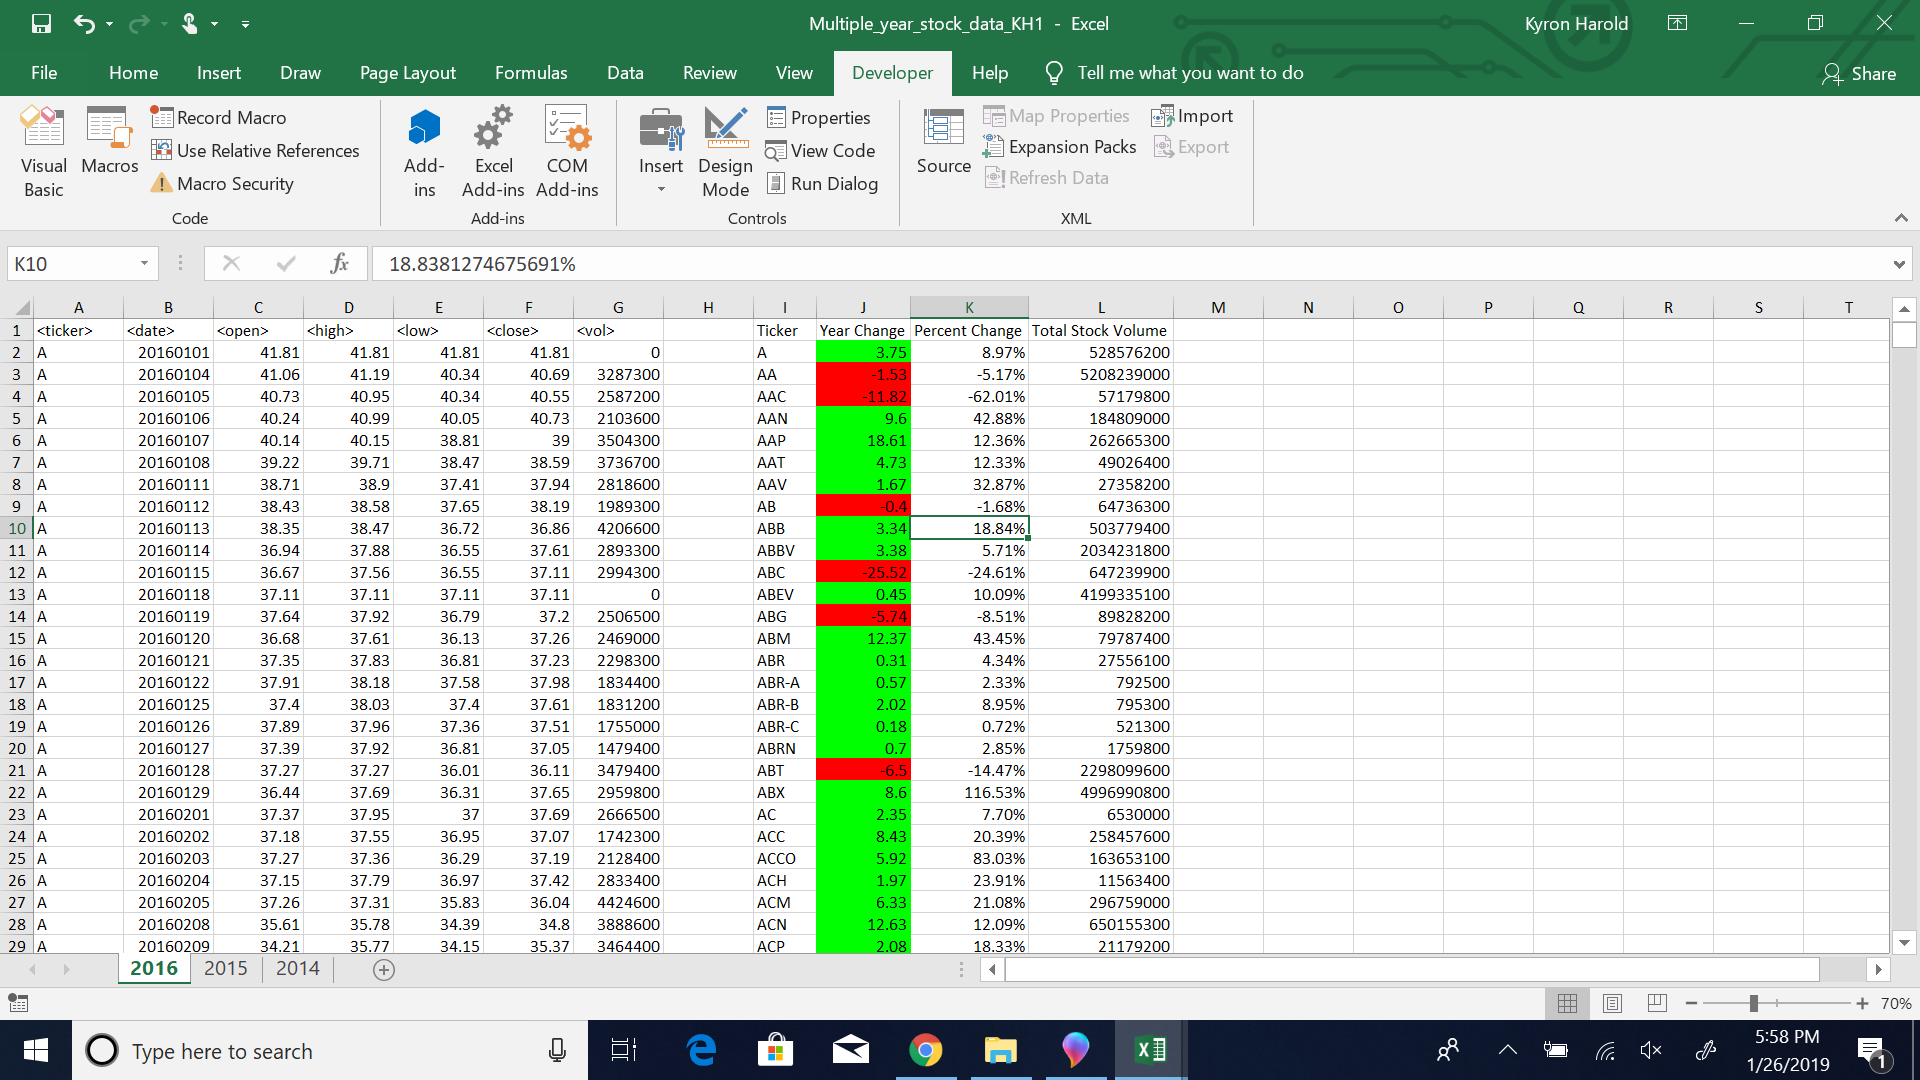 Multiple_year_stock_data_KH1 - Excel
Kyron Harold
File Home Insert Draw Page Layout Formulas Data Review View Developer Help Tell me what you want to do Share
Visual Basic
Macros
Record Macro
Use Relative References
Macro Security
Code
Add-ins
Excel Add-ins
COM Add-ins
Add-ins
Insert
Design Mode
Properties
View Code
Run Dialog
Controls
Source
Map Properties
Expansion Packs
Refresh Data
Import
Export
XML
K10 fx 18.8381274675691%
A B C D E F G H I J K L M N O P Q R S T
1 <ticker> <date> <open> <high> <low> <close> <vol> Ticker Year Change Percent Change Total Stock Volume
2 A 20160101 41.81 41.81 41.81 41.81 0 A 3.75 8.97% 528576200
3 A 20160104 41.06 41.19 40.34 40.69 3287300 AA -1.53 -5.17% 5208239000
4 A 20160105 40.73 40.95 40.34 40.55 2587200 AAC -11.82 -62.01% 57179800
5 A 20160106 40.24 40.99 40.05 40.73 2103600 AAN 9.6 42.88% 184809000
6 A 20160107 40.14 40.15 38.81 39 3504300 AAP 18.61 12.36% 262665300
7 A 20160108 39.22 39.71 38.47 38.59 3736700 AAT 4.73 12.33% 49026400
8 A 20160111 38.71 38.9 37.41 37.94 2818600 AAV 1.67 32.87% 27358200
9 A 20160112 38.43 38.58 37.65 38.19 1989300 AB -0.4 -1.68% 64736300
10 A 20160113 38.35 38.47 36.72 36.86 4206600 ABB 3.34 18.84% 503779400
11 A 20160114 36.94 37.88 36.55 37.61 2893300 ABBV 3.38 5.71% 2034231800
12 A 20160115 36.67 37.56 36.55 37.11 2994300 ABC -25.52 -24.61% 647239900
13 A 20160118 37.11 37.11 37.11 37.11 0 ABEV 0.45 10.09% 4199335100
14 A 20160119 37.64 37.92 36.79 37.2 2506500 ABG -5.74 -8.51% 89828200
15 A 20160120 36.68 37.61 36.13 37.26 2469000 ABM 12.37 43.45% 79787400
16 A 20160121 37.35 37.83 36.81 37.23 2298300 ABR 0.31 4.34% 27556100
17 A 20160122 37.91 38.18 37.58 37.98 1834400 ABR-A 0.57 2.33% 792500
18 A 20160125 37.4 38.03 37.4 37.61 1831200 ABR-B 2.02 8.95% 795300
19 A 20160126 37.89 37.96 37.36 37.51 1755000 ABR-C 0.18 0.72% 521300
20 A 20160127 37.39 37.92 36.81 37.05 1479400 ABRN 0.7 2.85% 1759800
21 A 20160128 37.27 37.27 36.01 36.11 3479400 ABT -6.5 -14.47% 2298099600
22 A 20160129 36.44 37.69 36.31 37.65 2959800 ABX 8.6 116.53% 4996990800
23 A 20160201 37.37 37.95 37 37.69 2666500 AC 2.35 7.70% 6530000
24 A 20160202 37.18 37.55 36.95 37.07 1742300 ACC 8.43 20.39% 258457600
25 A 20160203 37.27 37.36 36.29 37.19 2128400 ACCO 5.92 83.03% 163653100
26 A 20160204 37.15 37.79 36.97 37.42 2833400 ACH 1.97 23.91% 11563400
27 A 20160205 37.26 37.31 35.83 36.04 4424600 ACM 6.33 21.08% 296759000
28 A 20160208 35.61 35.78 34.39 34.8 3888600 ACN 12.63 12.09% 650155300
29 A 20160209 34.21 35.77 34.15 35.37 3464400 ACP 2.08 18.33% 21179200
2016 2015 2014
70%
Type here to search
5:58 PM
1/26/2019
1